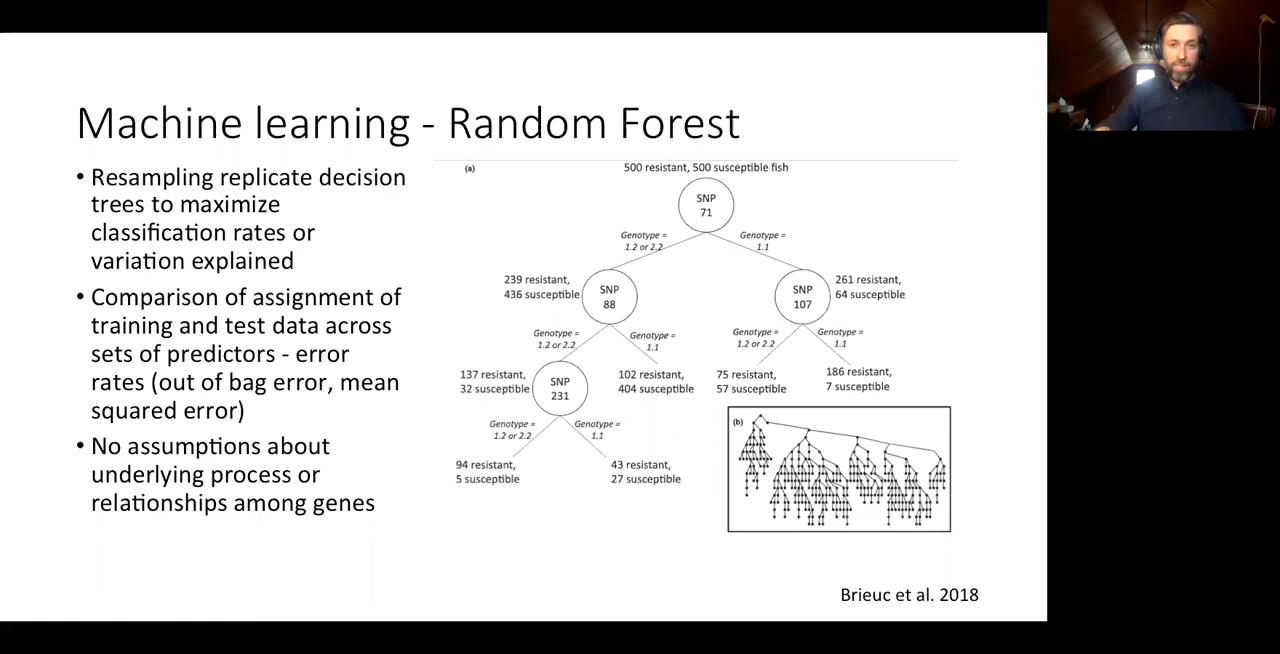 Machine learning - Random Forest
• Resampling replicate decision
trees to maximize
classification rates or
variation explained
• Comparison of assignment of
training and test data across
sets of predictors - error
rates (out of bag error, mean
squared error)
• No assumptions about
underlying process or
relationships among genes
(a)
500 resistant, 500 susceptible fish
SNP
71
Genotype =
1.2 or 2.2
Genotype =
1.1
239 resistant,
436 susceptible
SNP
88
SNP
107
261 resistant,
64 susceptible
Genotype =
1.2 or 2.2
Genotype =
1.1
Genotype =
1.2 or 2.2
Genotype =
1.1
137 resistant,
32 susceptible
SNP
231
102 resistant,
404 susceptible
75 resistant,
57 susceptible
186 resistant,
7 susceptible
Genotype =
1.2 or 2.2
Genotype =
1.1
94 resistant,
5 susceptible
43 resistant,
27 susceptible
(b)
Brieuc et al. 2018